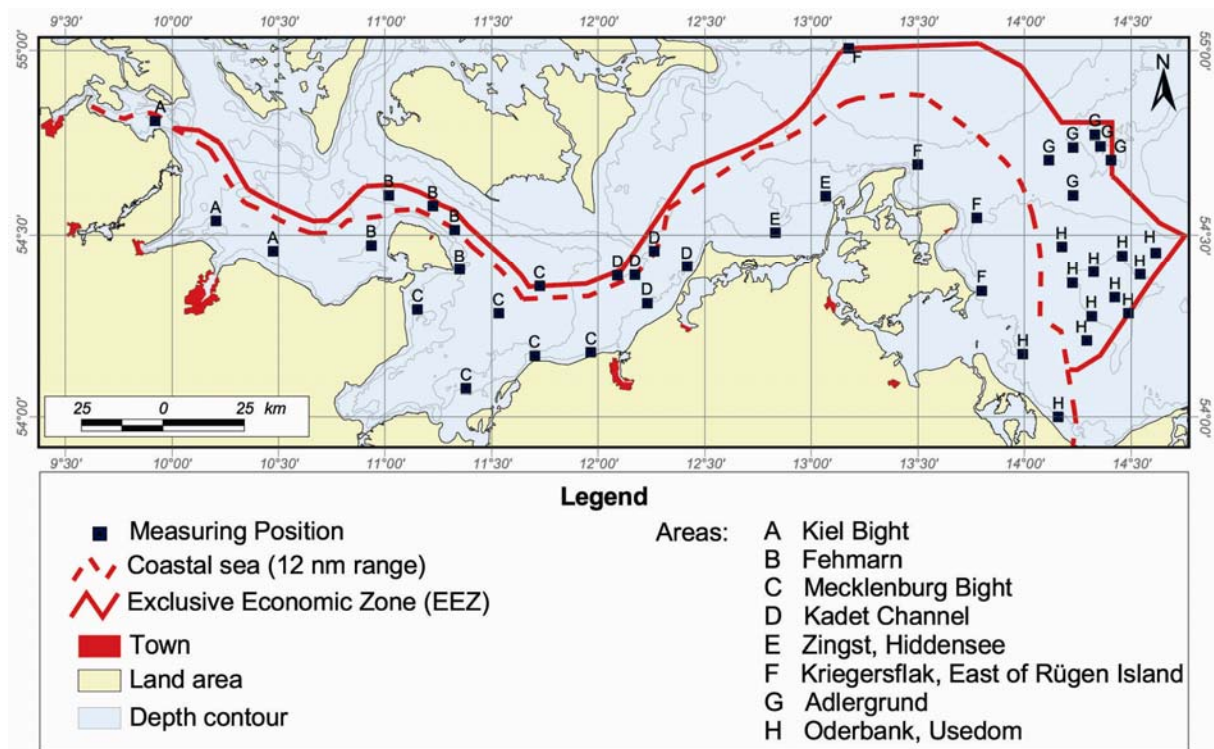 9°30' 10°00' 10°30' 11°00' 11°30' 12°00' 12°30' 13°00' 13°30' 14°00' 14°30'
55°00' 55°00'
N
F
A
G
G G G G
F
B B G
E
A B F
B D E H H H
A B D D D H H
B C D H H H
C C D F H H
H
C C H
C
54°30' 54°30'
25 0 25 km
54°00' H 54°00'
9°30' 10°00' 10°30' 11°00' 11°30' 12°00' 12°30' 13°00' 13°30' 14°00' 14°30'
Legend
Measuring Position
Coastal sea (12 nm range)
Exclusive Economic Zone (EEZ)
Town
Land area
Depth contour
Areas:
A Kiel Bight
B Fehmarn
C Mecklenburg Bight
D Kadet Channel
E Zingst, Hiddensee
F Kriegersflak, East of Rügen Island
G Adlergrund
H Oderbank, Usedom